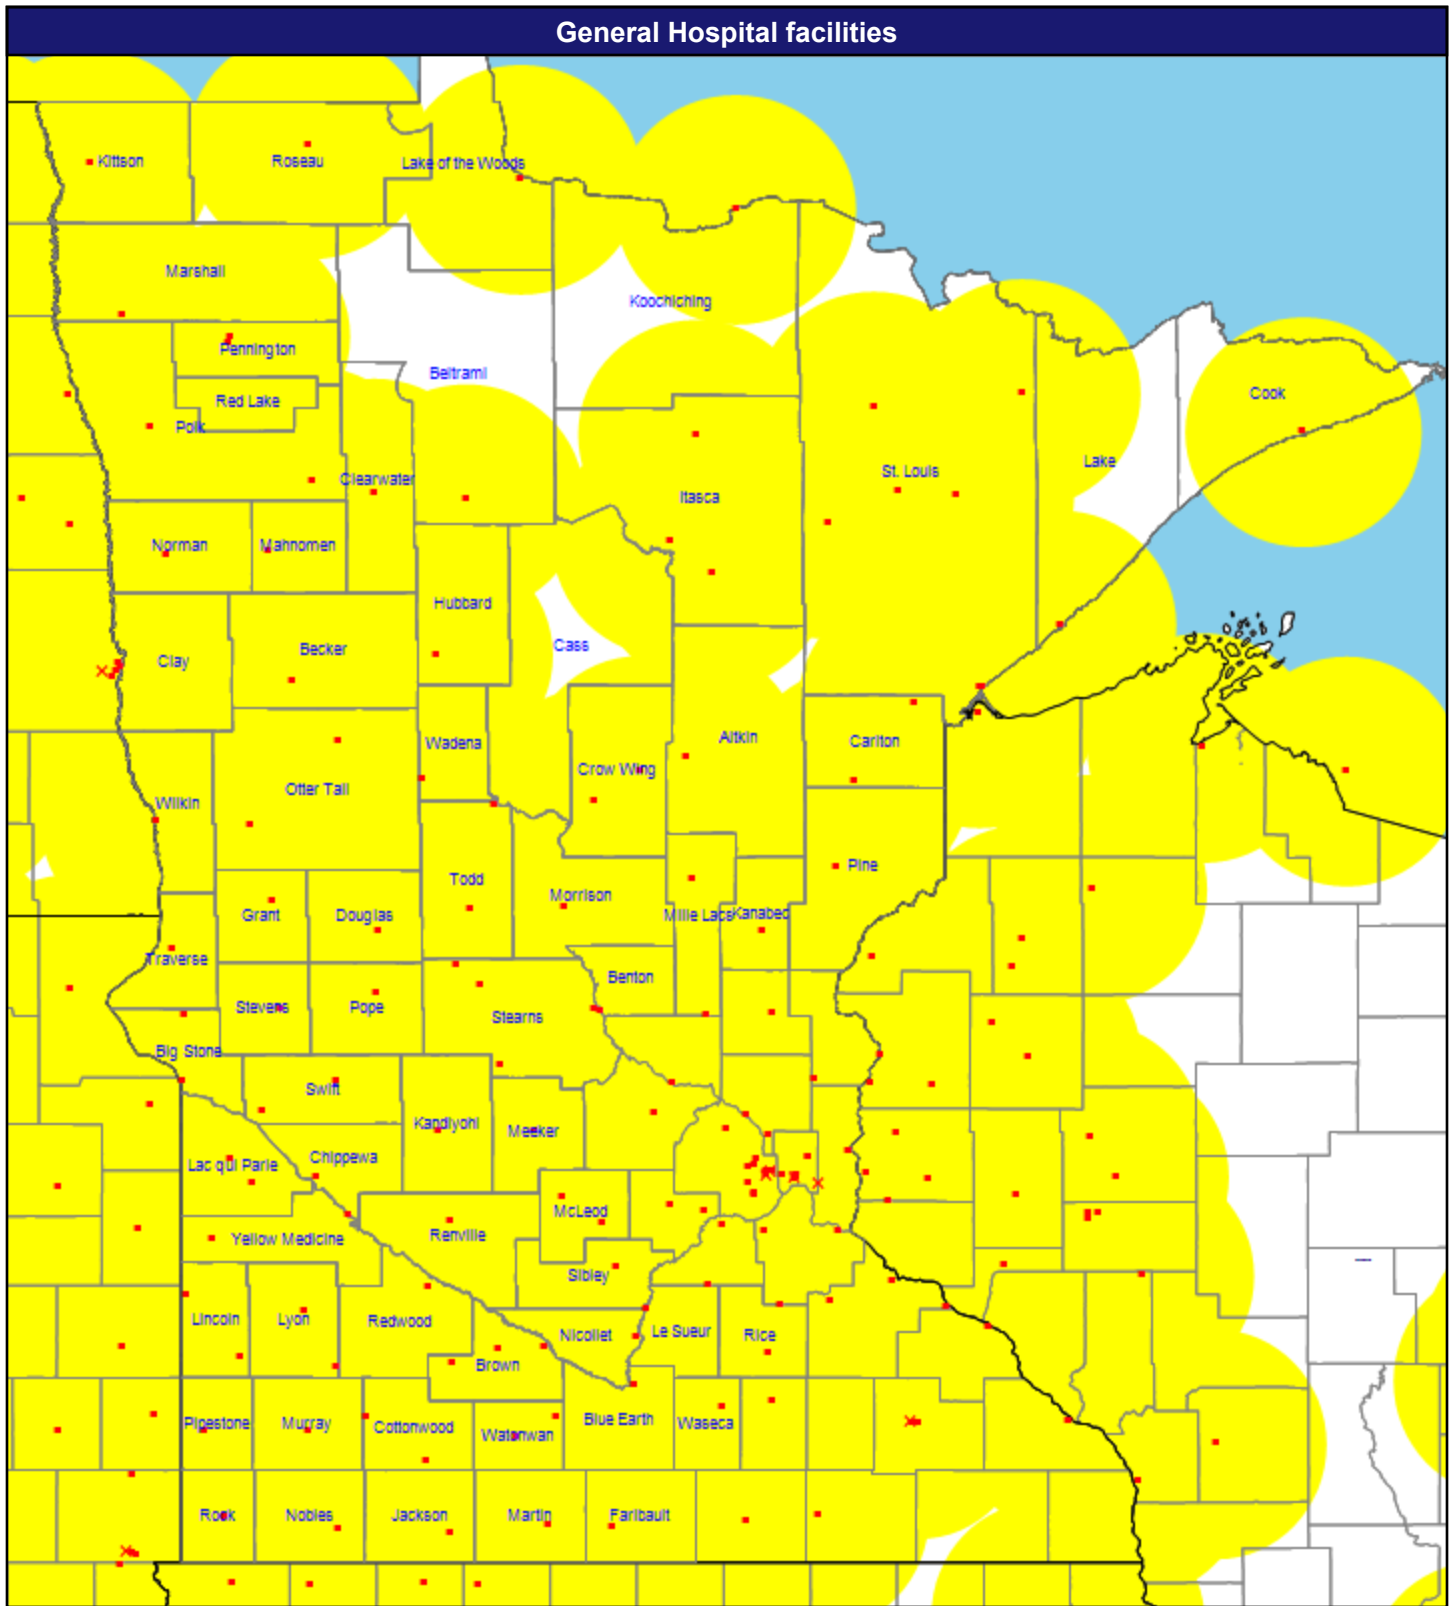 General Hospital facilities
Kittson
Roseau
Lake of the Woods
Marshall
Koochiching
Pennington
Beltrami
Cook
Red Lake
Polk
Lake
St. Louis
Clearwater
Itasca
Norman
Mahnomen
Hubbard
Cass
Becker
Clay
Aitkin
Carlton
Wadena
Crow Wing
Otter Tail
Wilkin
Pine
Todd
Morrison
Grant
Douglas
Mille Lacs
Kanabec
Traverse
Benton
Stevens
Pope
Stearns
Big Stone
Swift
Kandiyohi
Meeker
Chippewa
Lac qui Parle
McLeod
Renville
Yellow Medicine
Sibley
Lincoln
Lyon
Redwood
Nicollet
Le Sueur
Rice
Brown
Pipestone
Murray
Cottonwood
Watonwan
Blue Earth
Waseca
Rock
Nobles
Jackson
Martin
Faribault